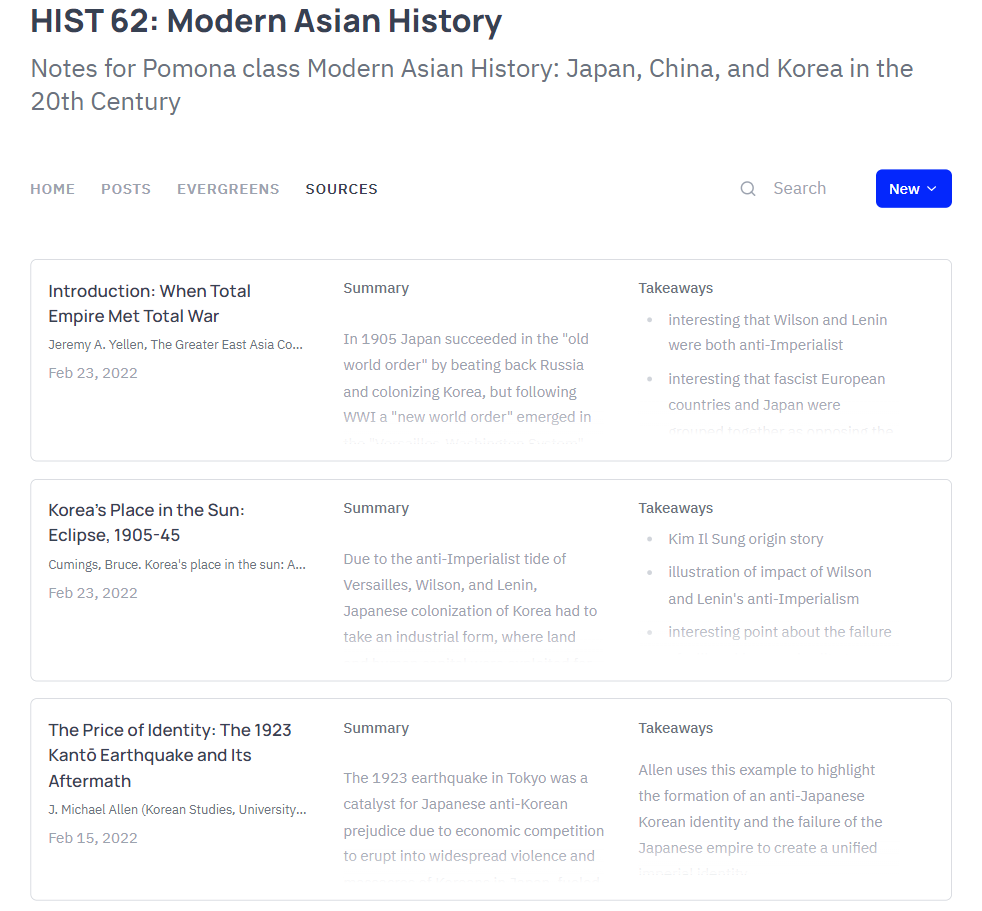 HIST 62: Modern Asian History
Notes for Pomona class Modern Asian History: Japan, China, and Korea in the
20th Century
HOME POSTS EVERGREENS SOURCES Search New
Introduction: When Total
Empire Met Total War
Jeremy A. Yellen, The Greater East Asia Co...
Feb 23, 2022
Summary
In 1905 Japan succeeded in the "old
world order" by beating back Russia
and colonizing Korea, but following
WWI a "new world order" emerged in
the "Versailles-Washington
Takeaways
• interesting that Wilson and Lenin
were both anti-Imperialist
• interesting that fascist European
countries and Japan were
grouped together as opposing the
Korea's Place in the Sun:
Eclipse, 1905-45
Cumings, Bruce. Korea's place in the sun: A...
Feb 23, 2022
Summary
Due to the anti-Imperialist tide of
Versailles, Wilson, and Lenin,
Japanese colonization of Korea had to
take an industrial form, where land
Takeaways
• Kim Il Sung origin story
• illustration of impact of Wilson
and Lenin's anti-Imperialism
• interesting point about the failure
The Price of Identity: The 1923
Kantō Earthquake and Its
Aftermath
J. Michael Allen (Korean Studies, University...
Feb 15, 2022
Summary
The 1923 earthquake in Tokyo was a
catalyst for Japanese anti-Korean
prejudice due to economic competition
to erupt into widespread violence and
Takeaways
Allen uses this example to highlight
the formation of an anti-Japanese
Korean identity and the failure of the
Japanese empire to create a unified
imperial identity